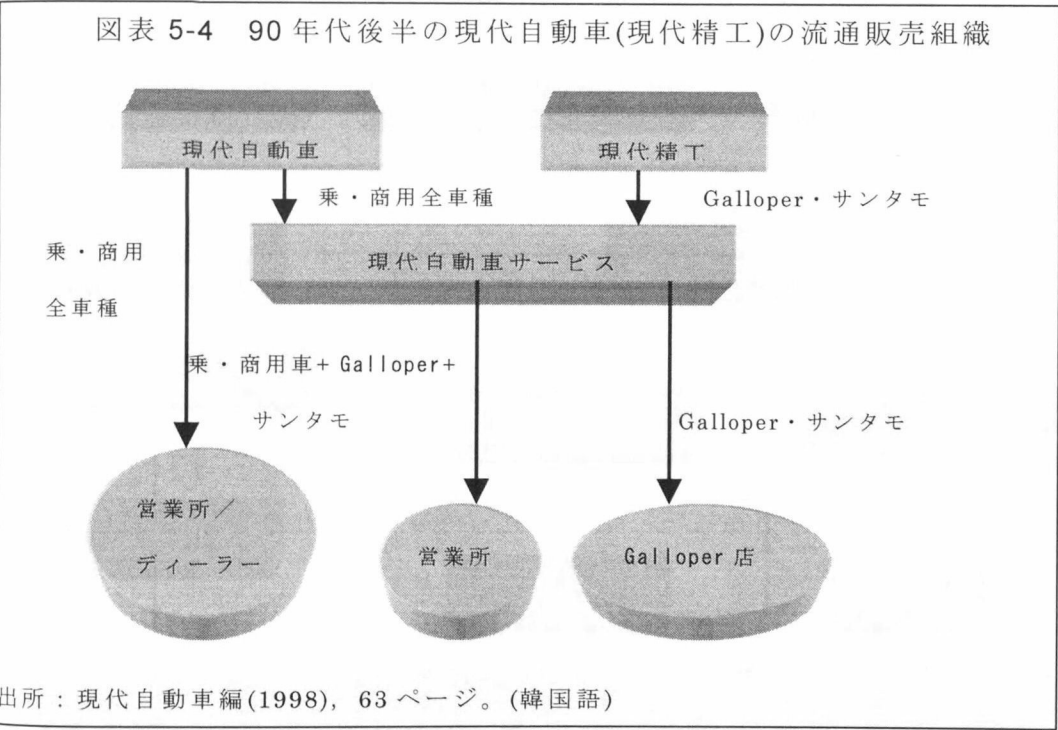 図表 5-4 90年代後半の現代自動車(現代精工)の流通販売組織
現代自動車
現代精工
乗・商用全車種
Galloper・サンタモ
乗・商用
全車種
現代自動車サービス
乗・商用車+ Galloper+
サンタモ
Galloper・サンタモ
営業所／
ディーラー
営業所
Galloper 店
出所：現代自動車編(1998), 63ページ。(韓国語)